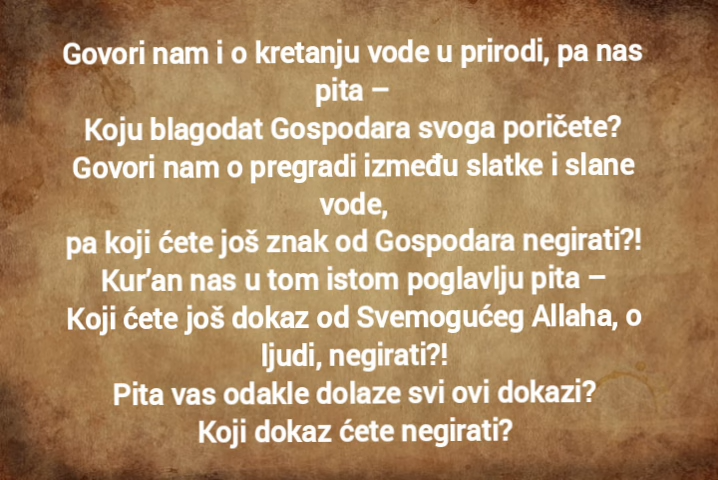 Govori nam i o kretanju vode u prirodi, pa nas
pita –
Koju blagodat Gospodara svoga poričete?
Govori nam o pregradi između slatke i slane
vode,
pa koji ćete još znak od Gospodara negirati?!
Kur'an nas u tom istom poglavlju pita –
Koji ćete još dokaz od Svemogućeg Allaha, o
ljudi, negirati?!
Pita vas odakle dolaze svi ovi dokazi?
Koji dokaz ćete negirati?